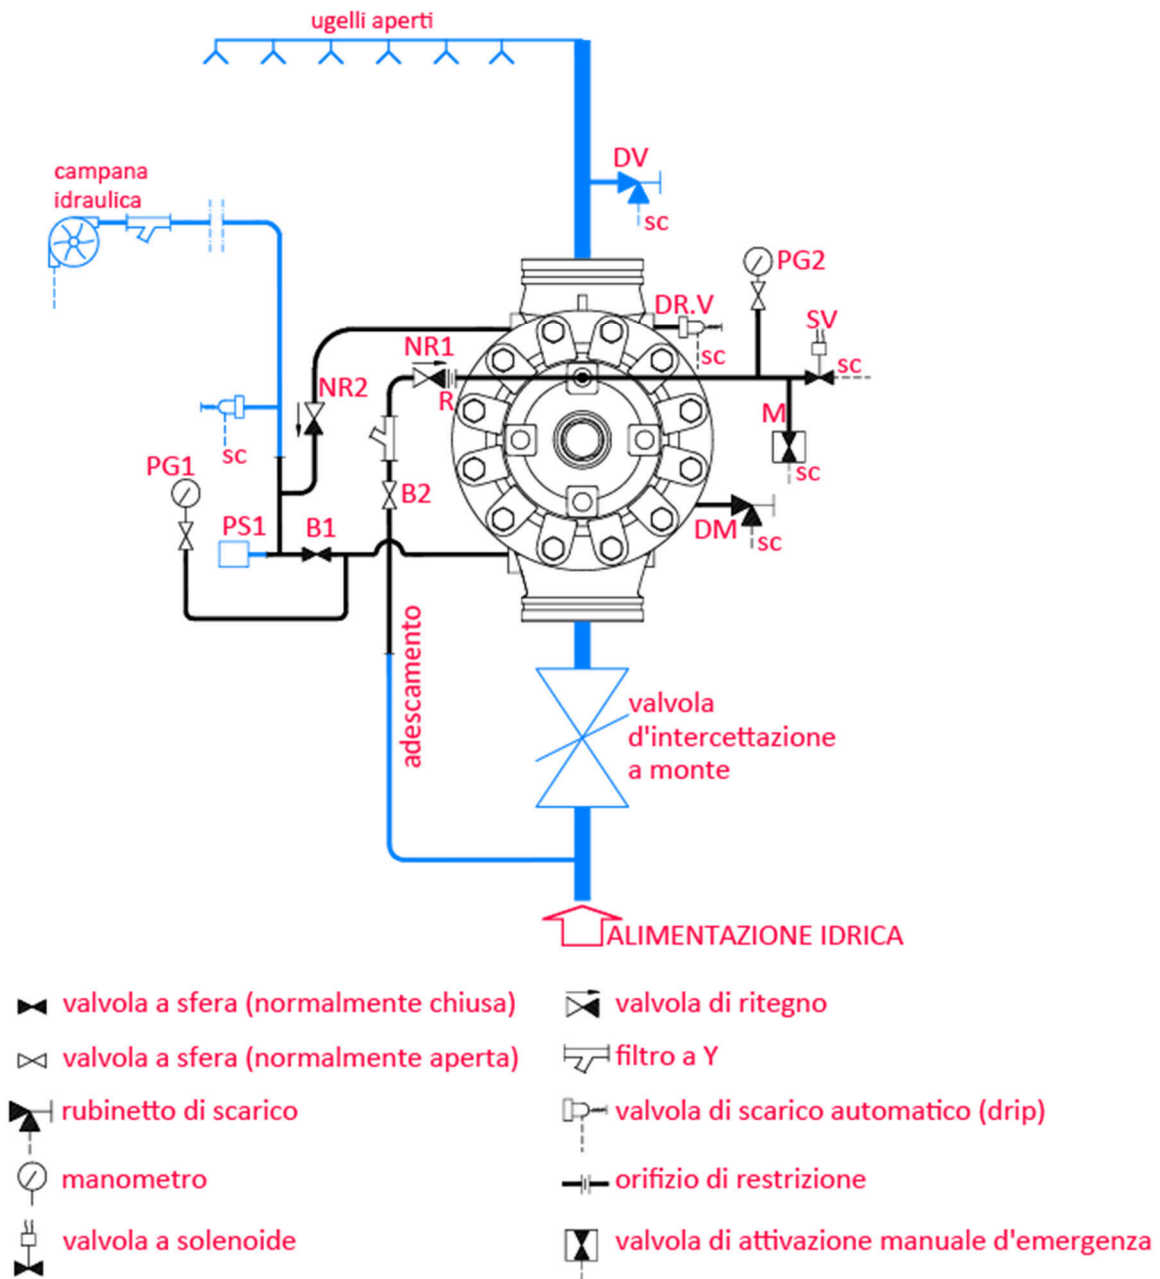 ugelli aperti
campana
idraulica
DV
sc
PG2
DR.V
SV
sc
sc
NR1
NR2
R
M
sc
sc
PG1
B2
PS1
B1
DM
sc
adescamento
valvola
d'intercettazione
a monte
ALIMENTAZIONE IDRICA
valvola a sfera (normalmente chiusa)
valvola di ritegno
valvola a sfera (normalmente aperta)
filtro a Y
rubinetto di scarico
valvola di scarico automatico (drip)
manometro
orifizio di restrizione
valvola a solenoide
valvola di attivazione manuale d'emergenza